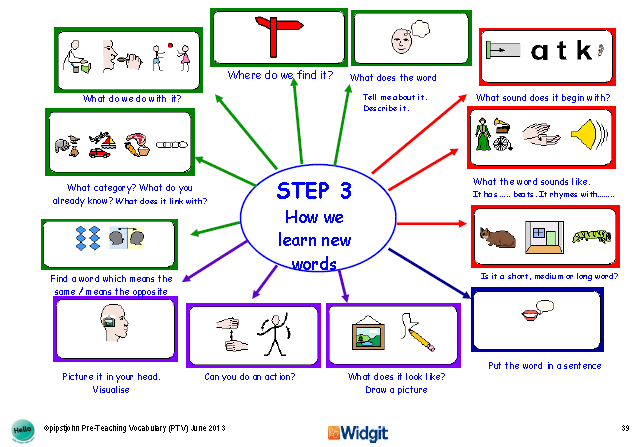 Where do we find it?
What does the word
Tell me about it.
Describe it.
What do we do with it?
a t k
What sound does it begin with?
What category? What do you
already know? What does it link with?
STEP 3
How we
learn new
words
What the word sounds like.
It has ...... beats. It rhymes with........
Find a word which means the
same / means the opposite
Is it a short, medium or long word?
Picture it in your head.
Visualise
Can you do an action?
What does it look like?
Draw a picture
Put the word in a sentence
Hello
©pipstjohn Pre-Teaching Vocabulary (PTV) June 2013
Widgit
39